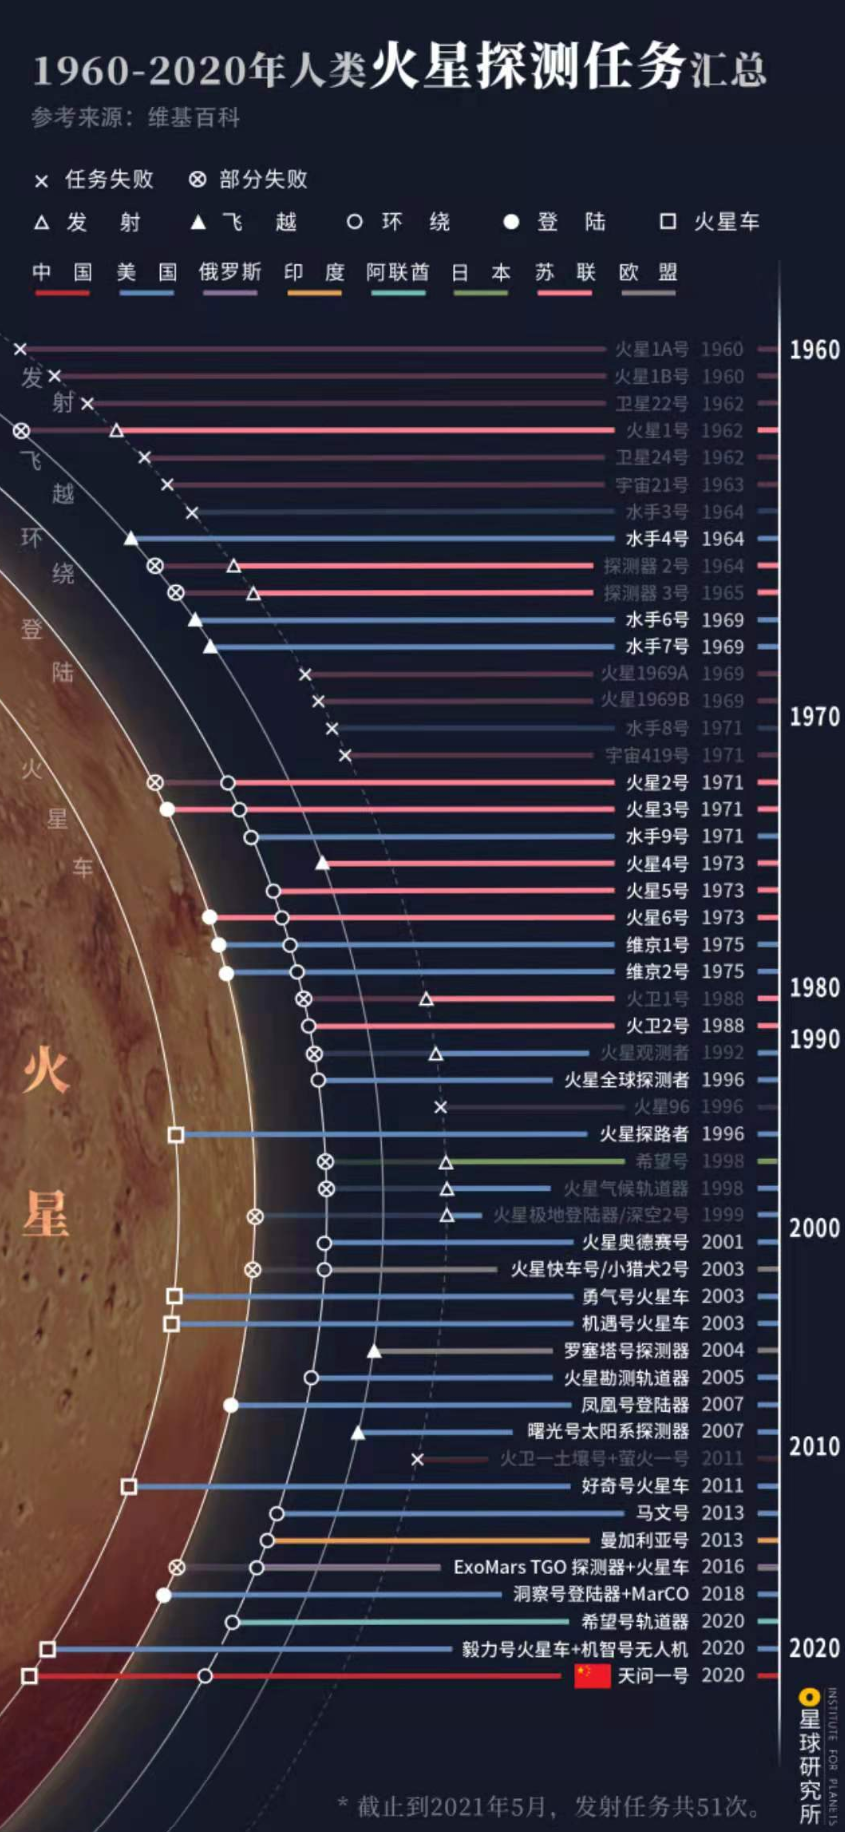 1960-2020年人类火星探测任务汇总
参考来源：维基百科
任务失败 部分失败
发射 飞越 环绕 登陆 火星车
中国 美国 俄罗斯 印度 阿联酋 日本 苏联 欧盟
火星1A号 1960 1960
火星1B号 1960
发射
卫星22号 1962
火星1号 1962
飞越
卫星24号 1962
宇宙21号 1963
水手3号 1964
环绕
水手4号 1964
探测器 2号 1964
探测器 3号 1965
登陆
水手6号 1969
水手7号 1969
火星1969A 1969
火星1969B 1969
1970
水手8号 1971
宇宙419号 1971
火星车
火星2号 1971
火星3号 1971
水手9号 1971
火星4号 1973
火星5号 1973
火星6号 1973
维京1号 1975
维京2号 1975
1980
火卫1号 1988
火卫2号 1988
1990
火星
火星观测者 1992
火星全球探测者 1996
火星96 1996
火星探路者 1996
希望号 1998
火星气候轨道器 1998
火星极地登陆器/深空2号 1999
2000
火星奥德赛号 2001
火星快车号/小猎犬2号 2003
勇气号火星车 2003
机遇号火星车 2003
罗塞塔号探测器 2004
火星勘测轨道器 2005
凤凰号登陆器 2007
曙光号太阳系探测器 2007
2010
火卫一土壤号+萤火一号 2011
好奇号火星车 2011
马文号 2013
曼加利亚号 2013
ExoMars TGO 探测器+火星车 2016
洞察号登陆器+MarCO 2018
希望号轨道器 2020
毅力号火星车+机智号无人机 2020 2020
天问一号 2020
星球研究所
INSTITUTE FOR PLANETS
* 截止到2021年5月，发射任务共51次。